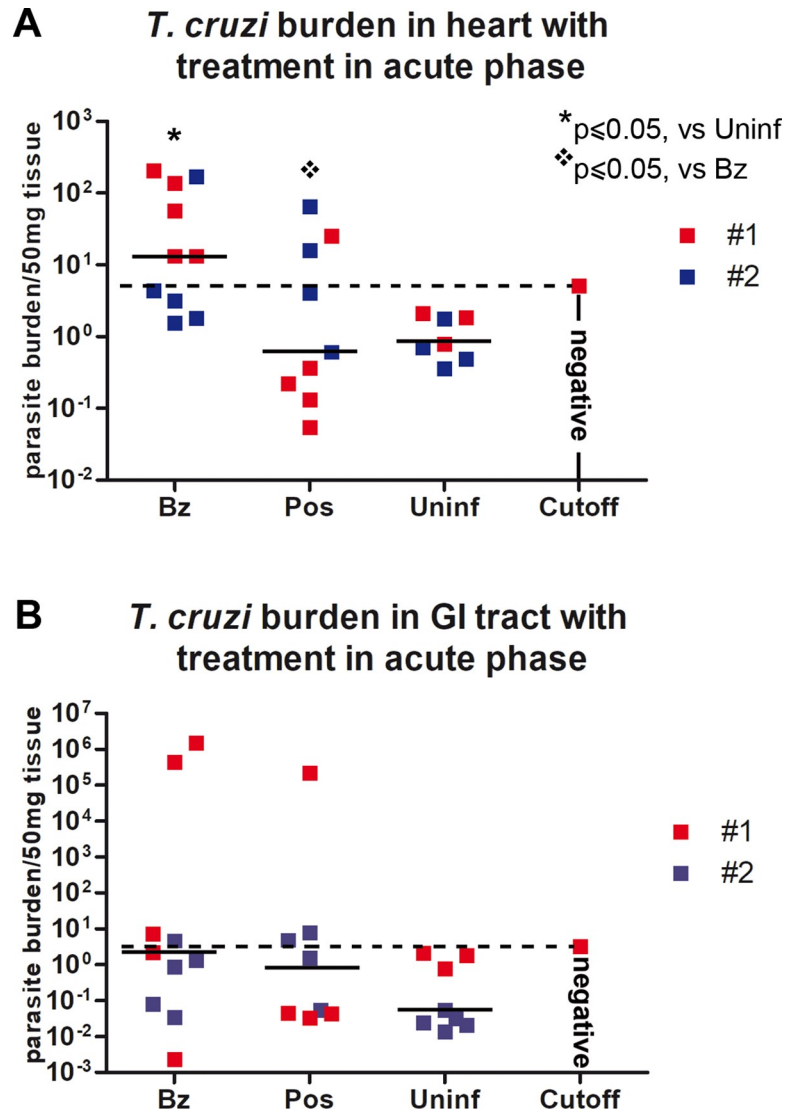 A
T. cruzi burden in heart with
treatment in acute phase
parasite burden/50mg tissue
10³
10²
10¹
10⁰
10⁻¹
10⁻²
*
❖
*p⩽0.05, vs Uninf
❖p⩽0.05, vs Bz
#1
#2
negative
Bz Pos Uninf Cutoff
B
T. cruzi burden in GI tract with
treatment in acute phase
parasite burden/50mg tissue
10⁷
10⁶
10⁵
10⁴
10³
10²
10¹
10⁰
10⁻¹
10⁻²
10⁻³
#1
#2
negative
Bz Pos Uninf Cutoff